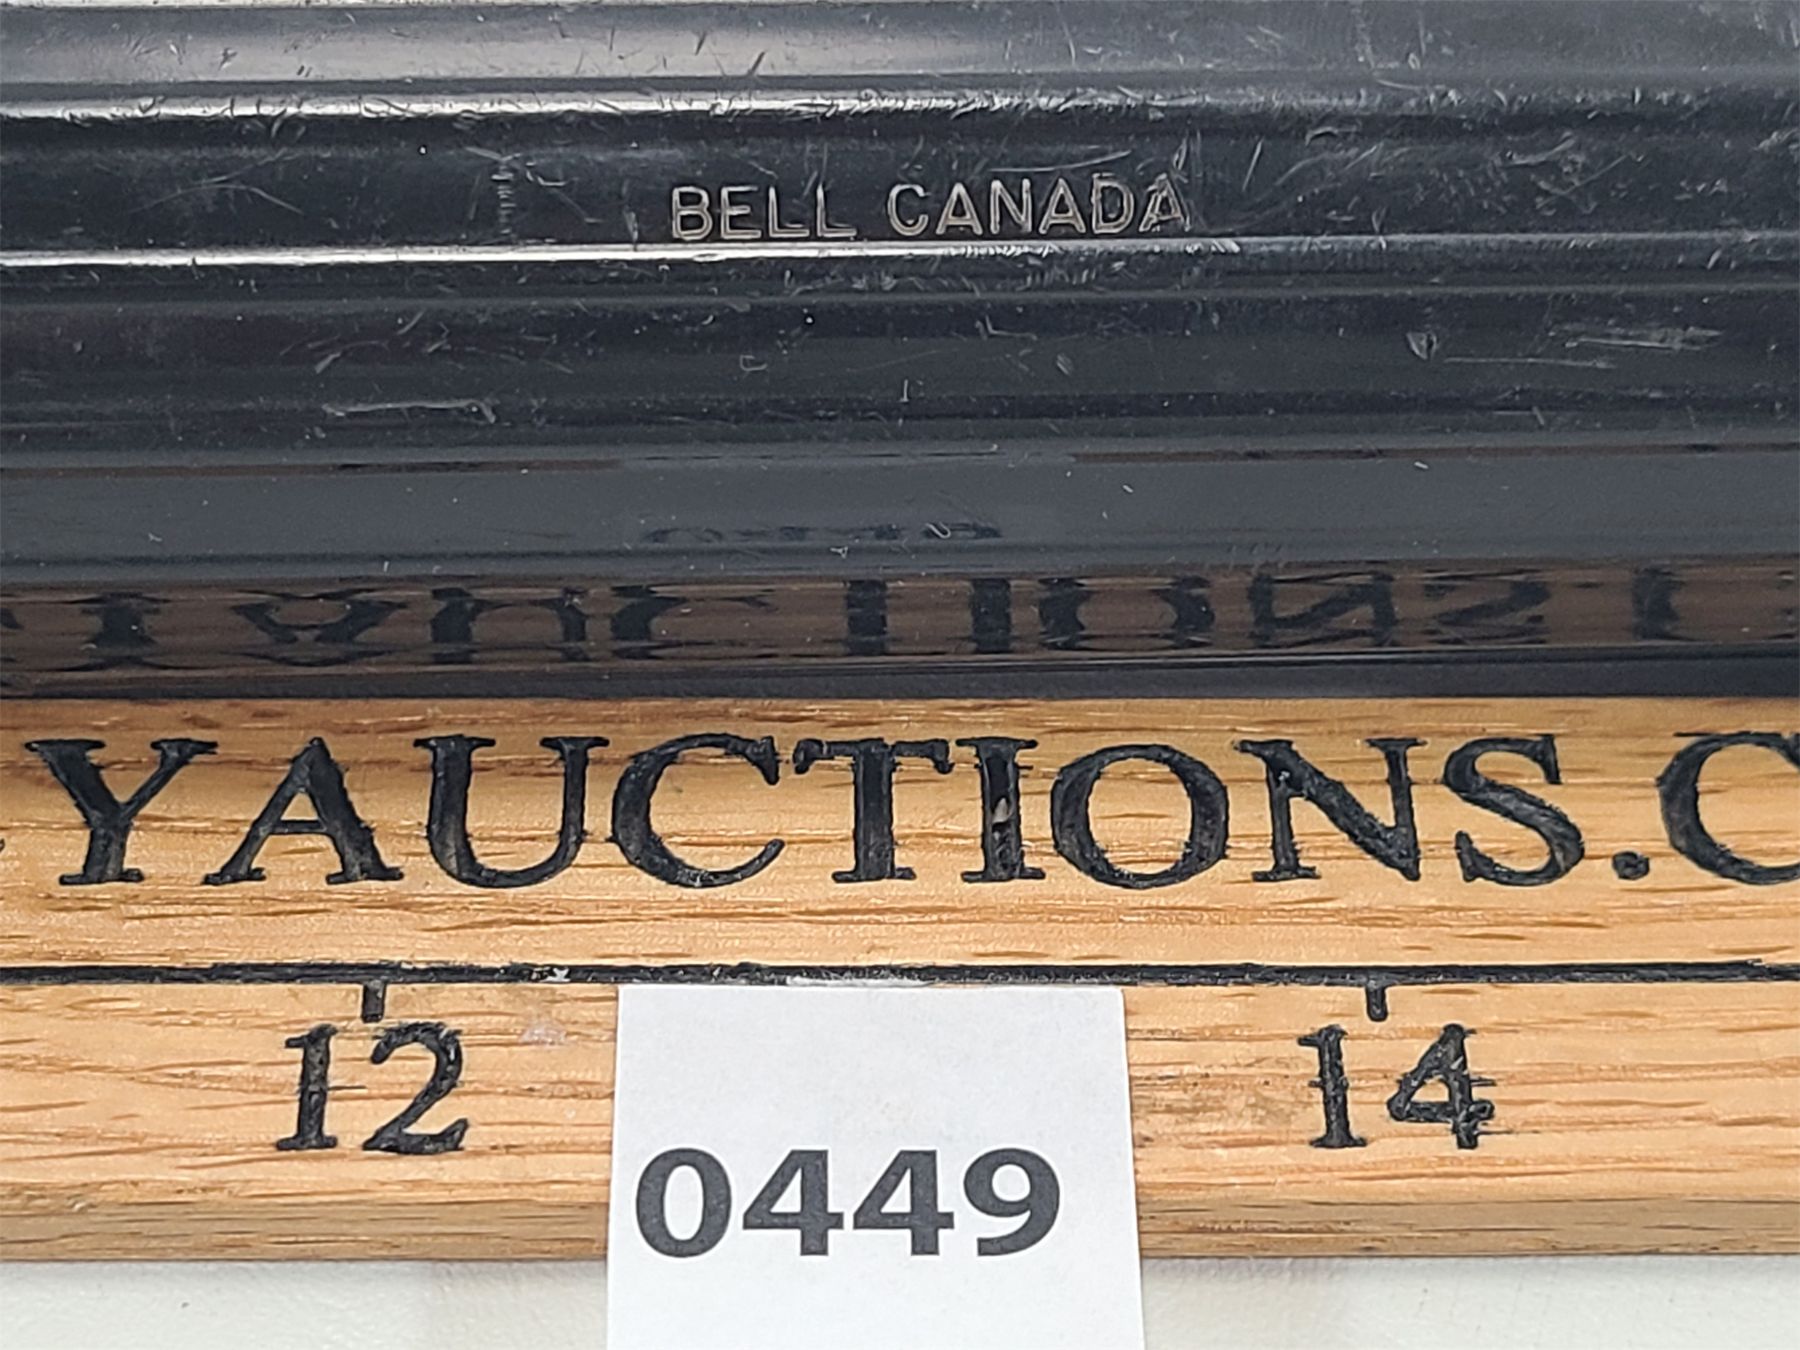 BELL CANADA
YAUCTIONS.C
12 14
0449